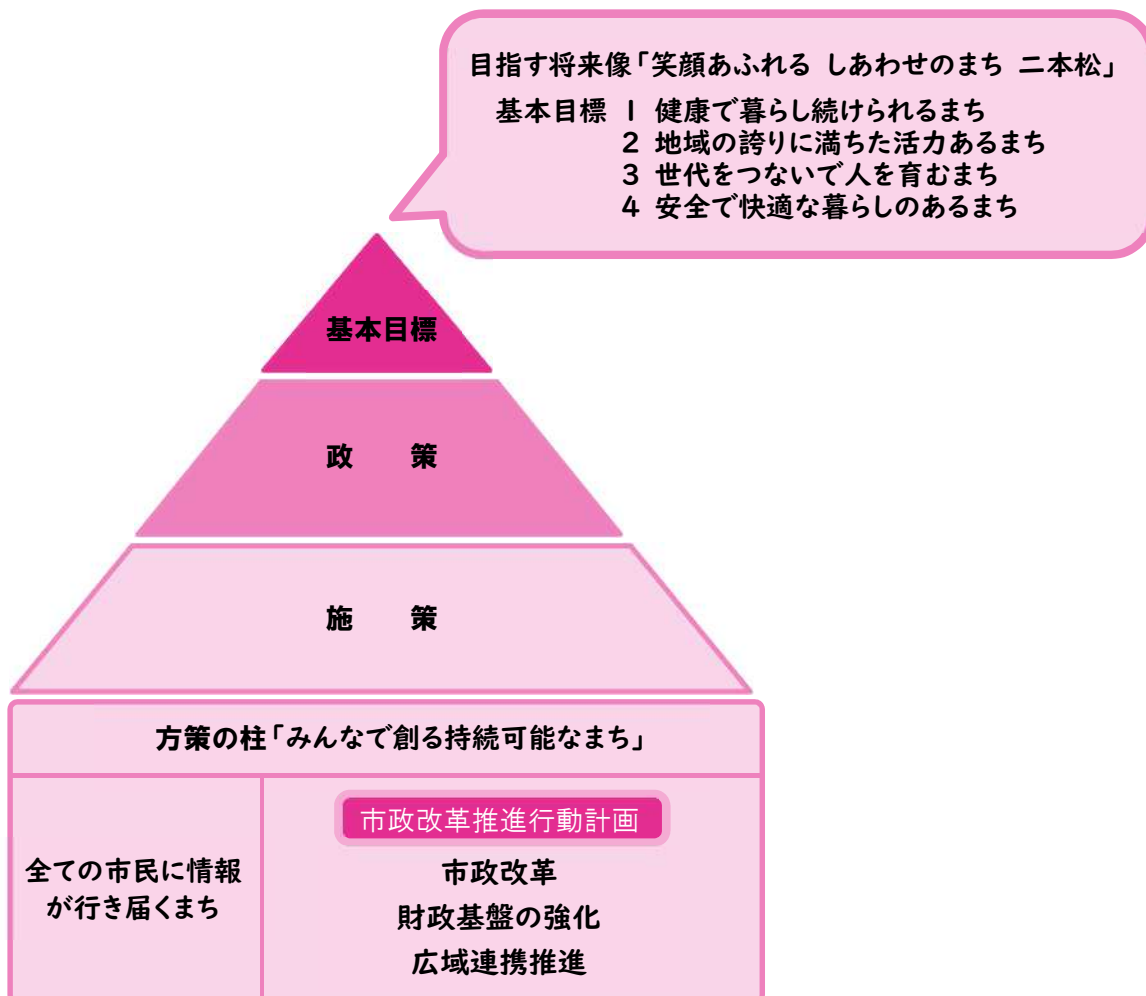 目指す将来像「笑顔あふれる しあわせのまち 二本松」
基本目標 1 健康で暮らし続けられるまち
2 地域の誇りに満ちた活力あるまち
3 世代をつないで人を育むまち
4 安全で快適な暮らしのあるまち
基本目標
政　策
施　策
方策の柱「みんなで創る持続可能なまち」
全ての市民に情報
が行き届くまち
市政改革推進行動計画
市政改革
財政基盤の強化
広域連携推進